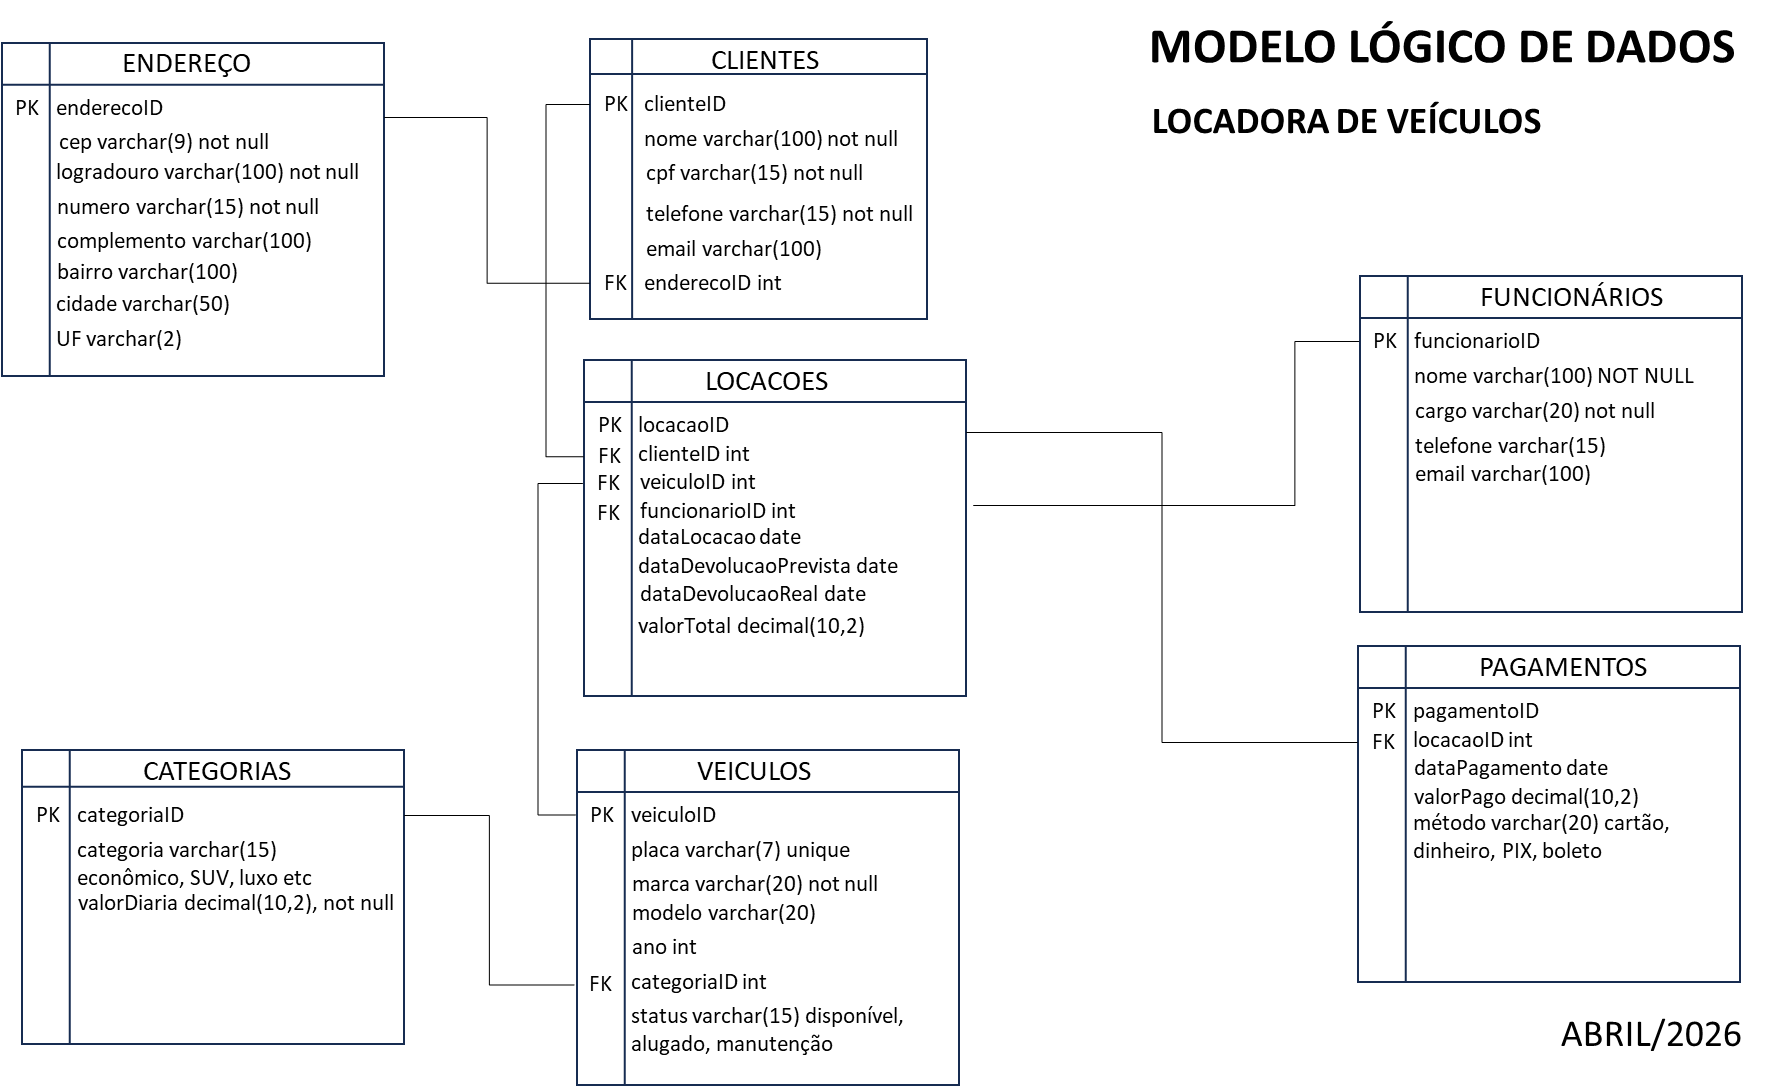 MODELO LÓGICO DE DADOS
LOCADORA DE VEÍCULOS
ENDEREÇO
PK enderecoID
cep varchar(9) not null
logradouro varchar(100) not null
numero varchar(15) not null
complemento varchar(100)
bairro varchar(100)
cidade varchar(50)
UF varchar(2)
CLIENTES
PK clienteID
nome varchar(100) not null
cpf varchar(15) not null
telefone varchar(15) not null
email varchar(100)
FK enderecoID int
LOCACOES
PK locacaoID
FK clienteID int
FK veiculoID int
FK funcionarioID int
dataLocacao date
dataDevolucaoPrevista date
dataDevolucaoReal date
valorTotal decimal(10,2)
FUNCIONÁRIOS
PK funcionarioID
nome varchar(100) NOT NULL
cargo varchar(20) not null
telefone varchar(15)
email varchar(100)
CATEGORIAS
PK categoriaID
categoria varchar(15)
econômico, SUV, luxo etc
valorDiaria decimal(10,2), not null
VEICULOS
PK veiculoID
placa varchar(7) unique
marca varchar(20) not null
modelo varchar(20)
ano int
FK categoriaID int
status varchar(15) disponível,
alugado, manutenção
PAGAMENTOS
PK pagamentoID
FK locacaoID int
dataPagamento date
valorPago decimal(10,2)
método varchar(20) cartão,
dinheiro, PIX, boleto
ABRIL/2026